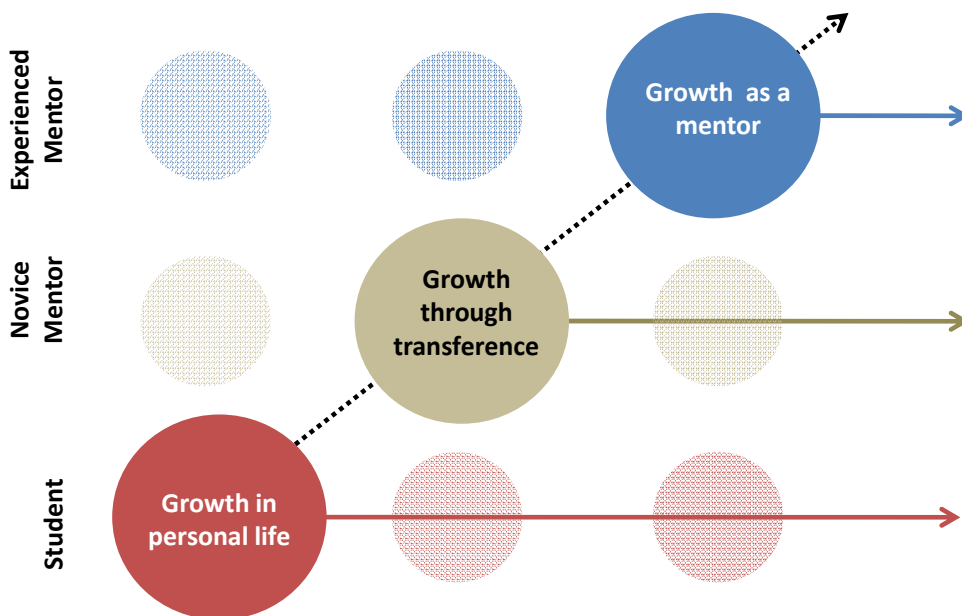 Experienced
Mentor
Growth as a
mentor
Novice
Mentor
Growth
through
transference
Student
Growth in
personal life